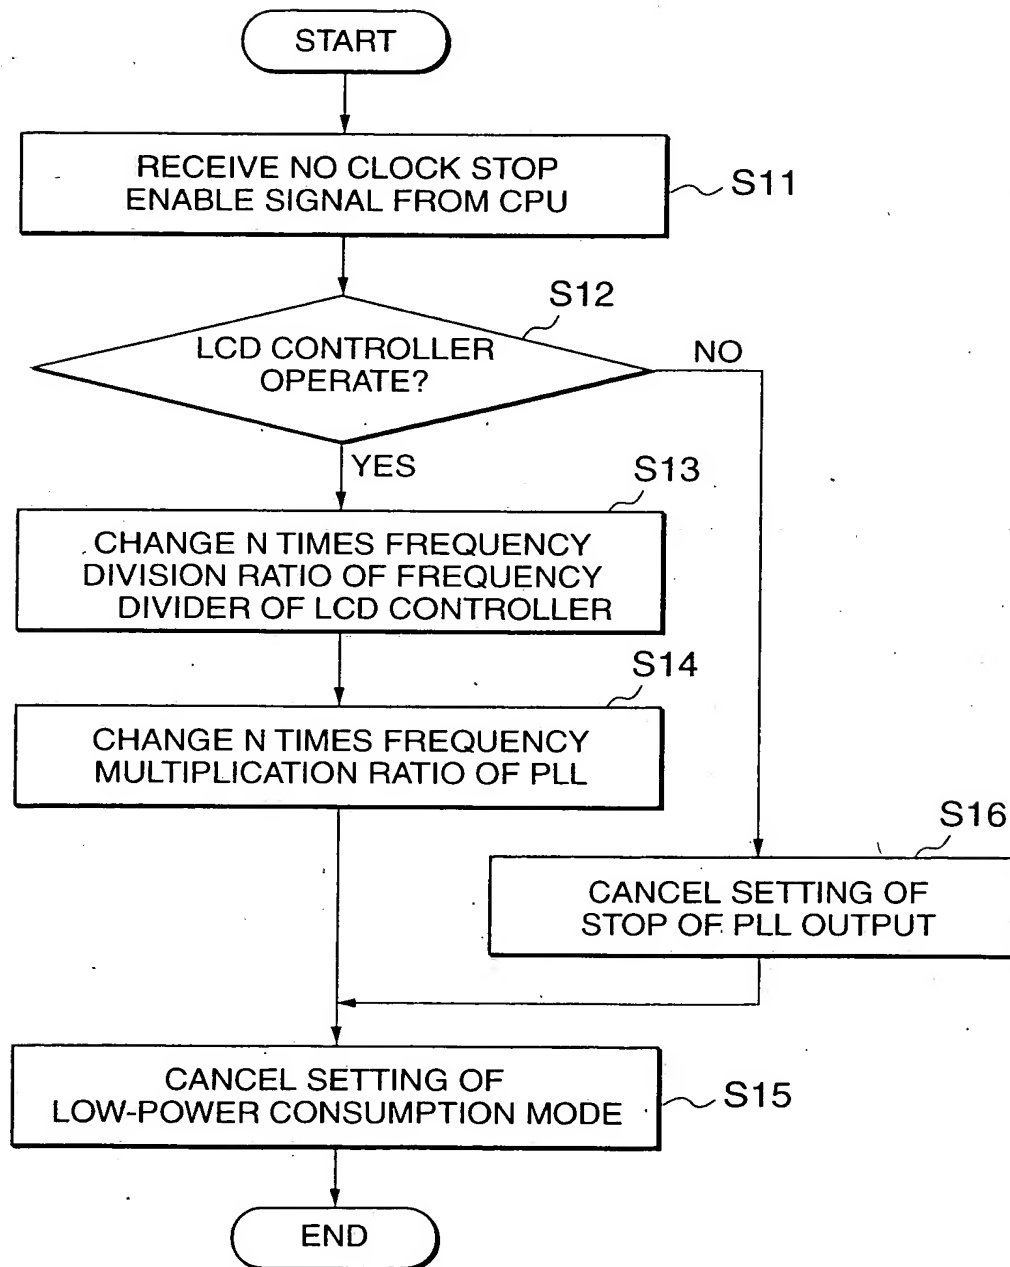 START
RECEIVE NO CLOCK STOP
ENABLE SIGNAL FROM CPU
S11
S12
LCD CONTROLLER
OPERATE?
NO
YES
S13
CHANGE N TIMES FREQUENCY
DIVISION RATIO OF FREQUENCY
DIVIDER OF LCD CONTROLLER
S14
CHANGE N TIMES FREQUENCY
MULTIPLICATION RATIO OF PLL
S16
CANCEL SETTING OF
STOP OF PLL OUTPUT
CANCEL SETTING OF
LOW-POWER CONSUMPTION MODE
S15
END